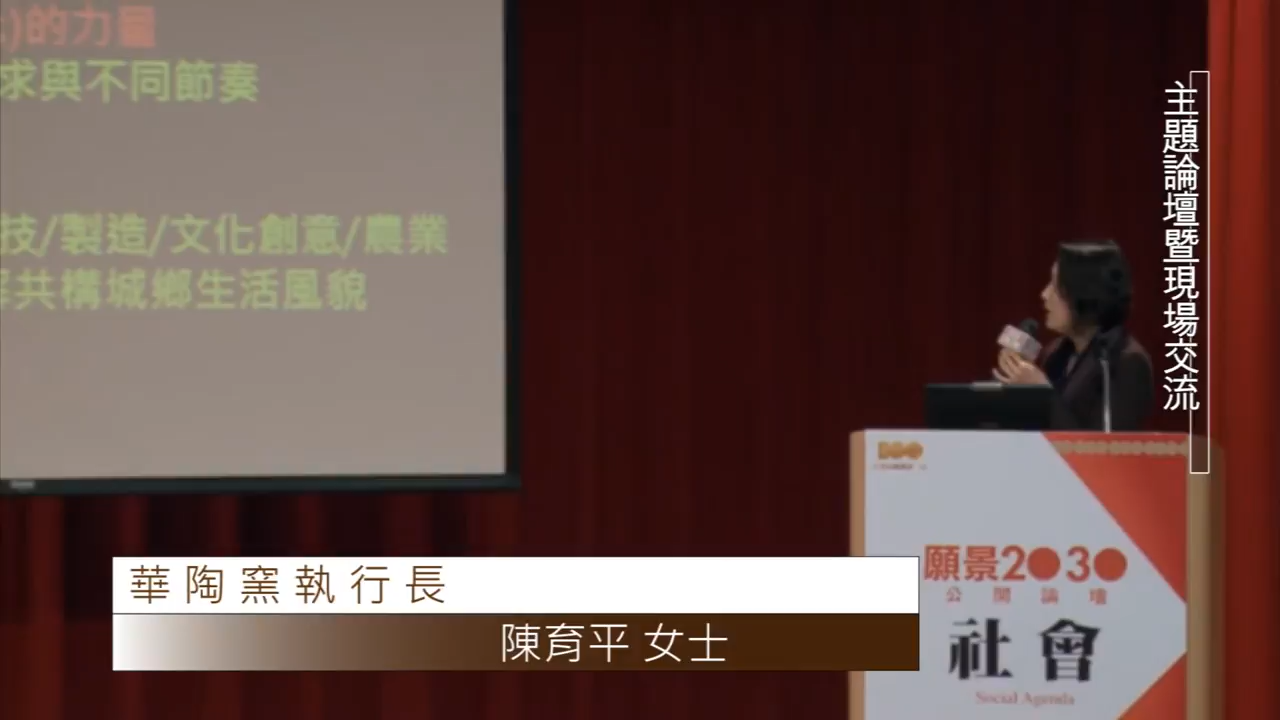 的力量
求與不同節奏
技/製造/文化創意/農業
共構城鄉生活風貌
主題論壇暨現場交流
願景2030
公開論壇
社會
Social Agenda
華陶窯執行長
陳育平 女士